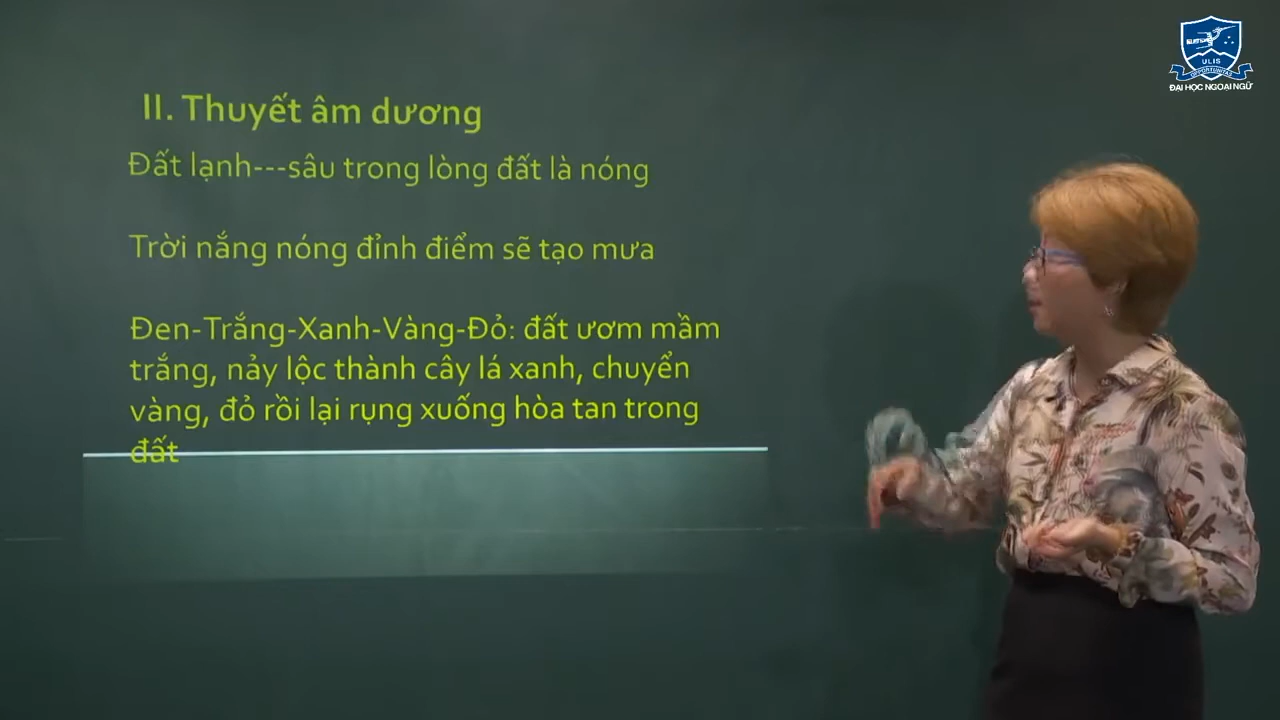 II. Thuyết âm dương
Đất lạnh---sâu trong lòng đất là nóng
Trời nắng nóng đỉnh điểm sẽ tạo mưa
Đen-Trắng-Xanh-Vàng-Đỏ: đất ươm mầm
trắng, nảy lộc thành cây lá xanh, chuyển
vàng, đỏ rồi lại rụng xuống hòa tan trong
đất
ULIS
ĐẠI HỌC NGOẠI NGỮ